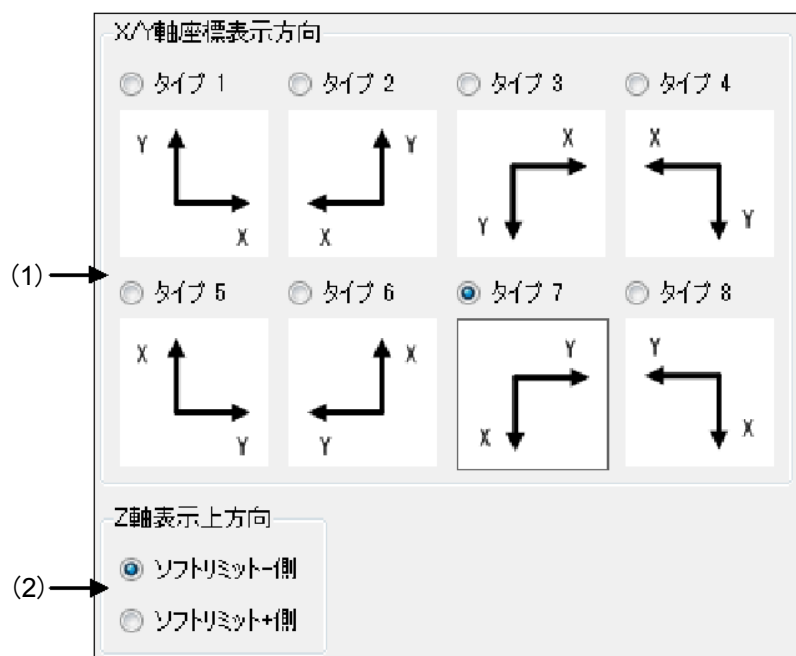 X/Y軸座標表示方向
タイプ 1 タイプ 2 タイプ 3 タイプ 4
Y X
Y X
X Y
X Y
(1)
タイプ 5 タイプ 6 タイプ 7 タイプ 8
X Y
X Y
Y X
Y X
Z軸表示上方向
(2)
ソフトリミット-側
ソフトリミット+側